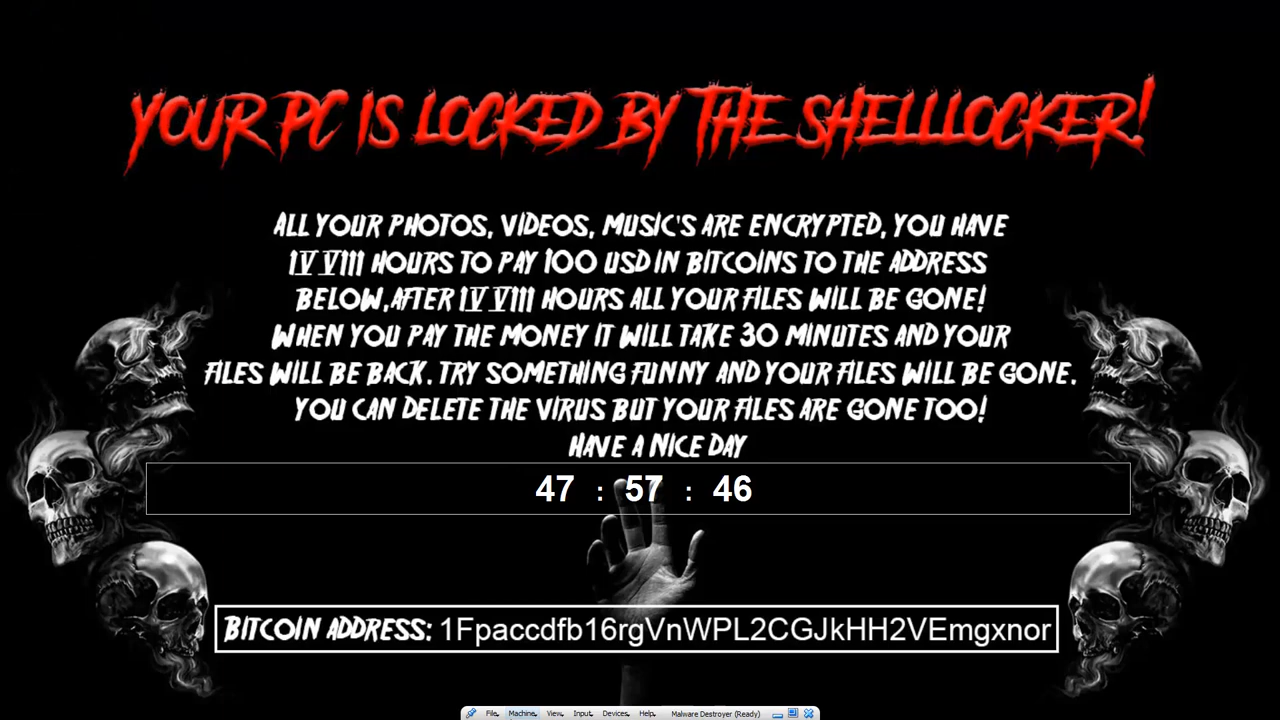 YOUR PC IS LOCKED BY THE SHELLLOCKER!
ALL YOUR PHOTOS, VIDEOS, MUSIC'S ARE ENCRYPTED, YOU HAVE
IV VIII HOURS TO PAY 100 USD IN BITCOINS TO THE ADDRESS
BELOW,AFTER IV VIII HOURS ALL YOUR FILES WILL BE GONE!
WHEN YOU PAY THE MONEY IT WILL TAKE 30 MINUTES AND YOUR
FILES WILL BE BACK. TRY SOMETHING FUNNY AND YOUR FILES WILL BE GONE.
YOU CAN DELETE THE VIRUS BUT YOUR FILES ARE GONE TOO!
HAVE A NICE DAY
47 : 57 : 46
BITCOIN ADDRESS: 1Fpaccdfb16rgVnWPL2CGJkHH2VEmgxnor
File Machine View Input Devices Help Malware Destroyer (Ready)